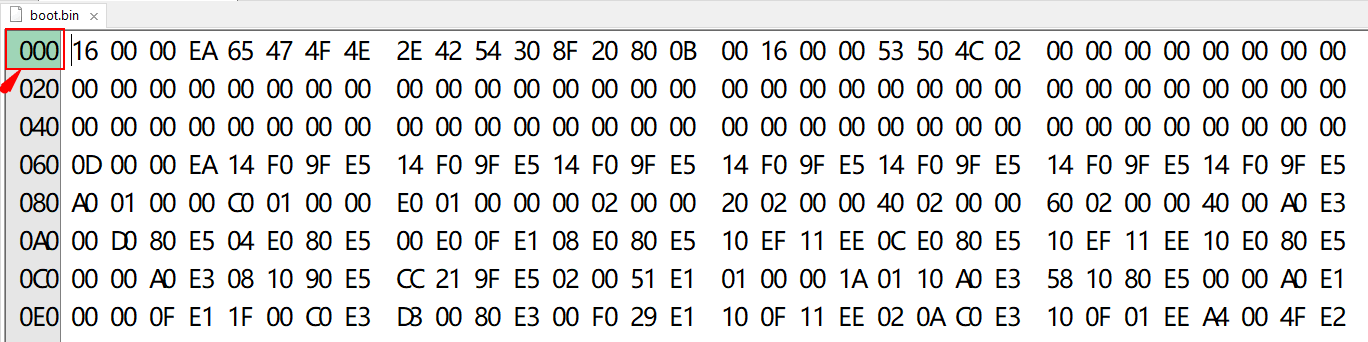 boot.bin ×
000 16 00 00 EA 65 47 4F 4E 2E 42 54 30 8F 20 80 0B 00 16 00 00 53 50 4C 02 00 00 00 00 00 00 00 00
020 00 00 00 00 00 00 00 00 00 00 00 00 00 00 00 00 00 00 00 00 00 00 00 00 00 00 00 00 00 00 00 00
040 00 00 00 00 00 00 00 00 00 00 00 00 00 00 00 00 00 00 00 00 00 00 00 00 00 00 00 00 00 00 00 00
060 0D 00 00 EA 14 F0 9F E5 14 F0 9F E5 14 F0 9F E5 14 F0 9F E5 14 F0 9F E5 14 F0 9F E5 14 F0 9F E5
080 A0 01 00 00 C0 01 00 00 E0 01 00 00 00 02 00 00 20 02 00 00 40 02 00 00 60 02 00 00 40 00 A0 E3
0A0 00 D0 80 E5 04 E0 80 E5 00 E0 0F E1 08 E0 80 E5 10 EF 11 EE 0C E0 80 E5 10 EF 11 EE 10 E0 80 E5
0C0 00 00 A0 E3 08 10 90 E5 CC 21 9F E5 02 00 51 E1 01 00 00 1A 01 10 A0 E3 58 10 80 E5 00 00 A0 E1
0E0 00 00 0F E1 1F 00 C0 E3 D3 00 80 E3 00 F0 29 E1 10 0F 11 EE 02 0A C0 E3 10 0F 01 EE A4 00 4F E2